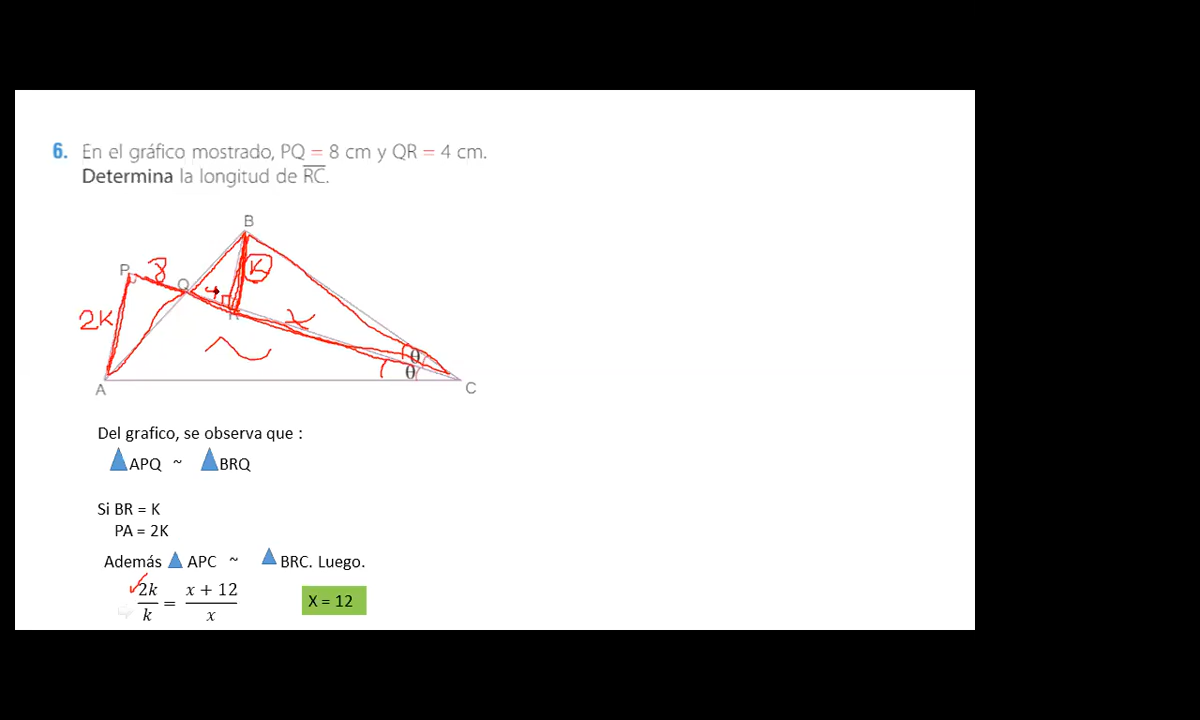 6. En el gráfico mostrado, PQ = 8 cm y QR = 4 cm.
Determina la longitud de RC.
B
P 8 Q K
4
2K x
θ
θ
A C
Del grafico, se observa que :
APQ ~ BRQ
Si BR = K
PA = 2K
Además APC ~ BRC. Luego.
2k/k = x + 12/x
X = 12